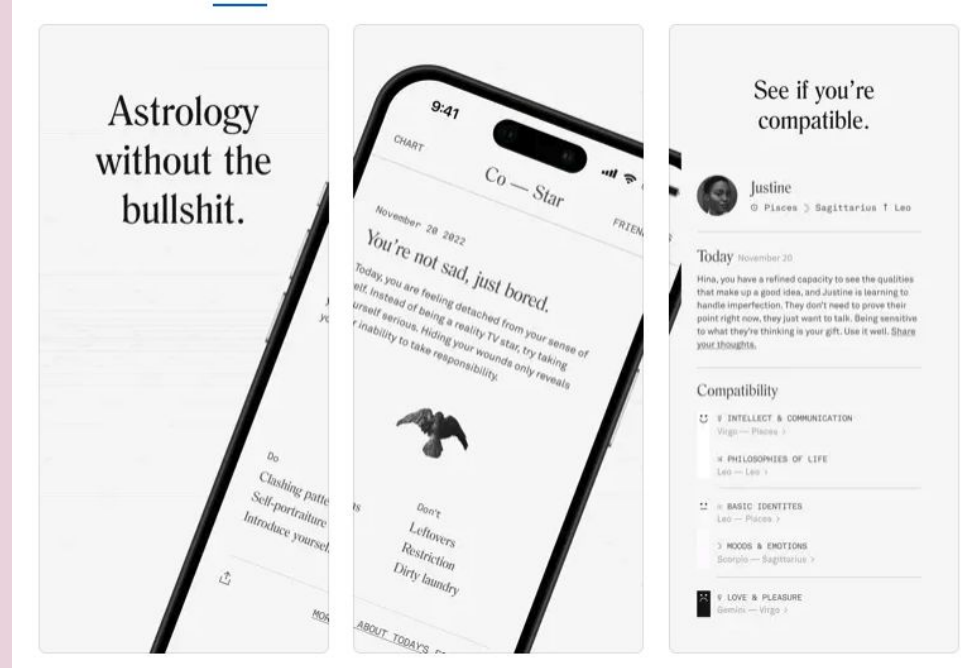 Astrology
without the
bullshit.
Do
Clashing patte
Self-portraiture
Introduce yoursel
9:41
CHART
Co — Star
FRIEN
November 20 2022
You're not sad, just bored.
Today, you are feeling detached from your sense of
elf. Instead of being a reality TV star, try taking
urself serious. Hiding your wounds only reveals
r inability to take responsibility.
Don't
Leftovers
Restriction
Dirty laundry
ABOUT TODAY'S
See if you're
compatible.
Justine
☉ Pisces ☽ Sagittarius ↑ Leo
Today November 20
Hina, you have a refined capacity to see the qualities
that make up a good idea, and Justine is learning to
handle imperfection. They don't need to prove their
point right now, they just want to talk. Being sensitive
to what they're thinking is your gift. Use it well. Share
your thoughts.
Compatibility
☿ INTELLECT & COMMUNICATION
Virgo — Pisces >
♃ PHILOSOPHIES OF LIFE
Leo — Leo >
☉ BASIC IDENTITES
Leo — Pisces >
☽ MOODS & EMOTIONS
Scorpio — Sagittarius >
♀ LOVE & PLEASURE
Gemini — Virgo >